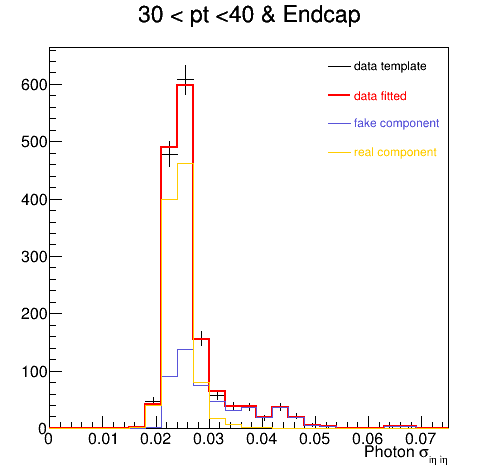 30 < pt <40 & Endcap
data template
data fitted
fake component
real component
600
500
400
300
200
100
0
0 0.01 0.02 0.03 0.04 0.05 0.06 0.07
Photon σiη iη